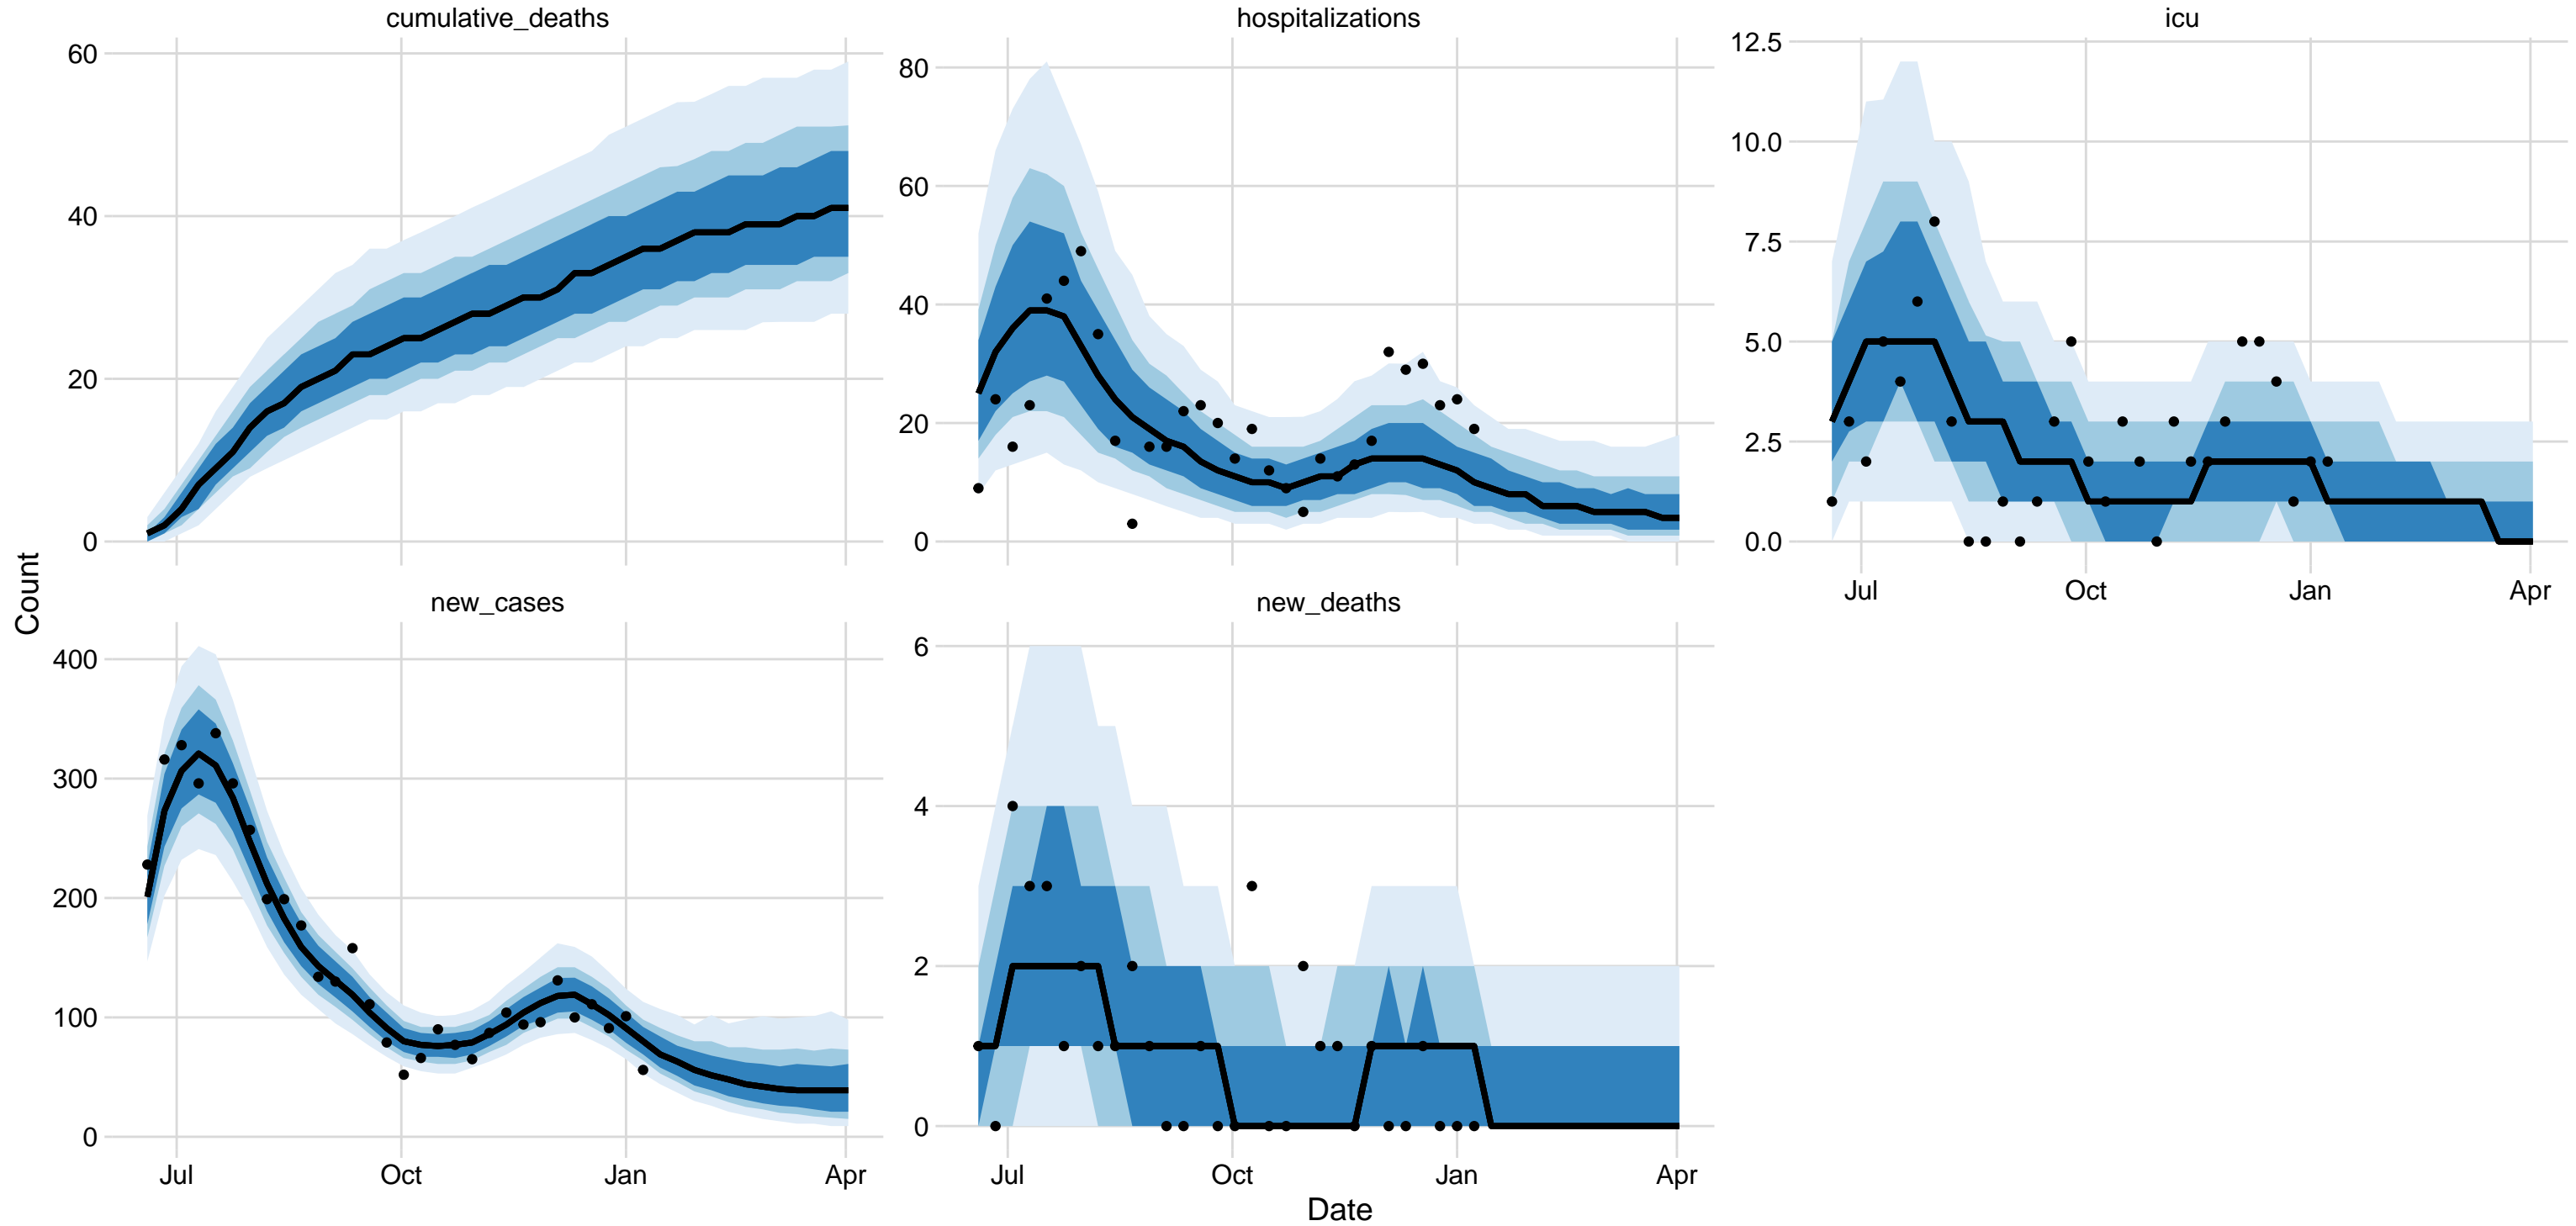 cumulative_deaths
hospitalizations
icu
60
40
20
0
80
60
40
20
0
12.5
10.0
7.5
5.0
2.5
0.0
Jul Oct Jan Apr
Count
new_cases
new_deaths
400
300
200
100
0
6
4
2
0
Jul Oct Jan Apr
Jul Oct Jan Apr
Date